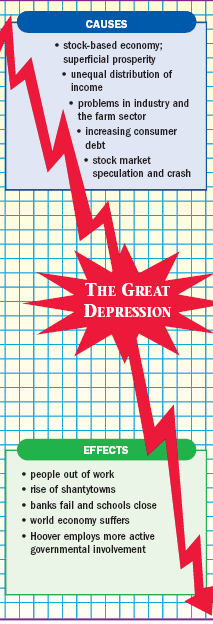 CAUSES
• stock-based economy;
superficial prosperity
• unequal distribution of
income
• problems in industry and
the farm sector
• increasing consumer
debt
• stock market
speculation and crash
THE GREAT
DEPRESSION
EFFECTS
• people out of work
• rise of shantytowns
• banks fail and schools close
• world economy suffers
• Hoover employs more active
governmental involvement